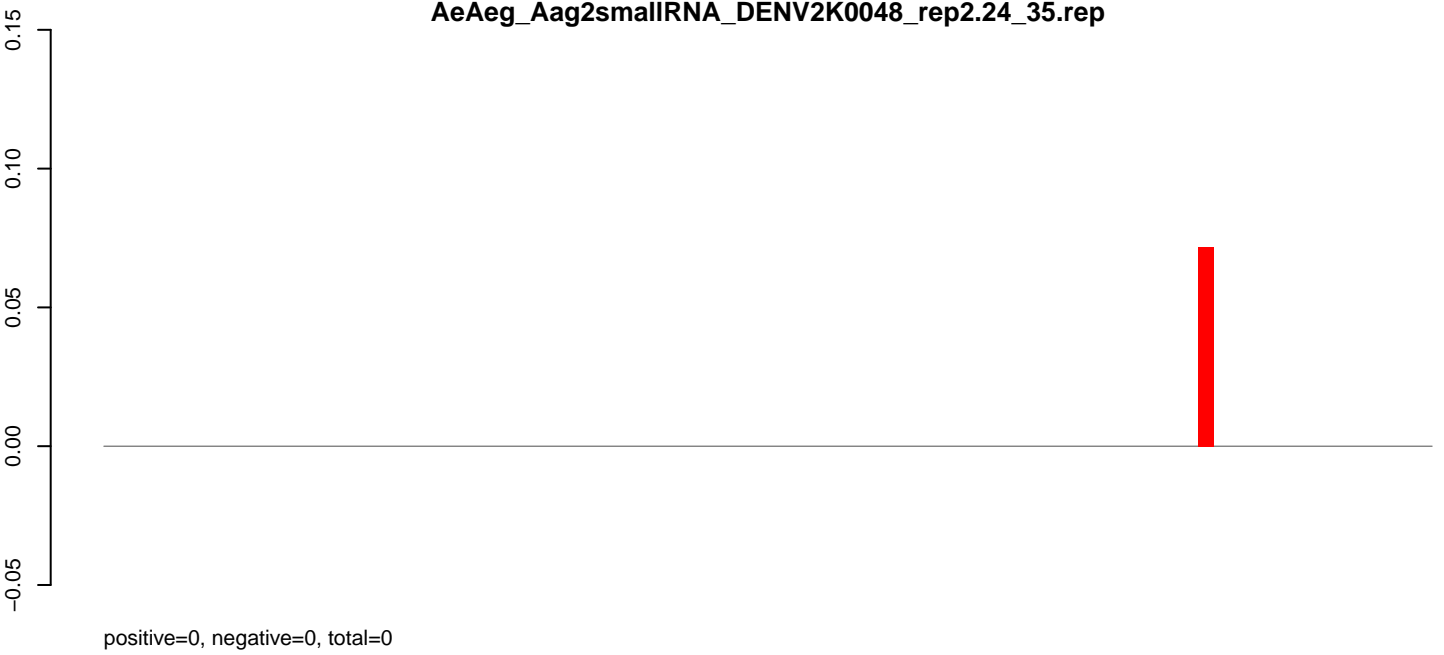 AeAeg_Aag2smallRNA_DENV2K0048_rep2.24_35.rep
0.15
0.10
0.05
0.00
−0.05
positive=0, negative=0, total=0